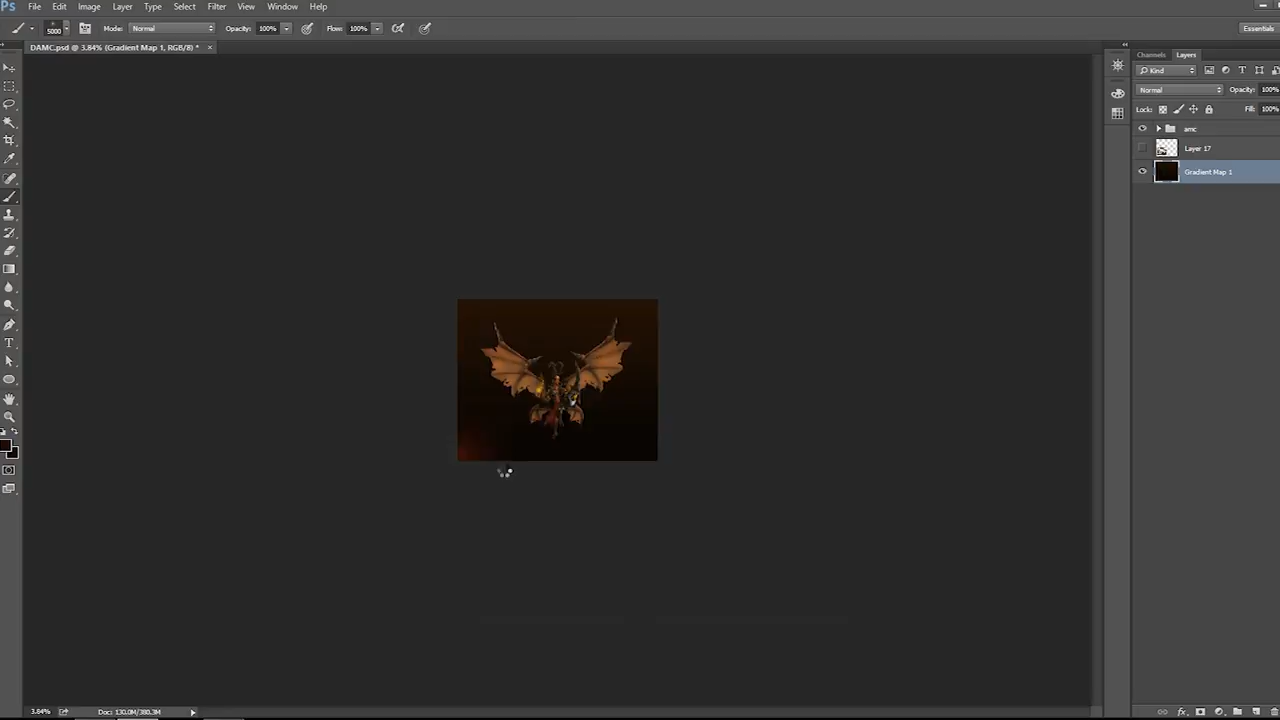 Ps File Edit Image Layer Type Select Filter View Window Help
5000 Mode: Normal Opacity: 100% Flow: 100% Essentials
DAMC.psd @ 3.84% (Gradient Map 1, RGB/8) * ×
Channels Layers
Kind
Normal Opacity: 100%
Lock: Fill: 100%
amc
Layer 17
Gradient Map 1
3.84% Doc: 130.0M/380.3M